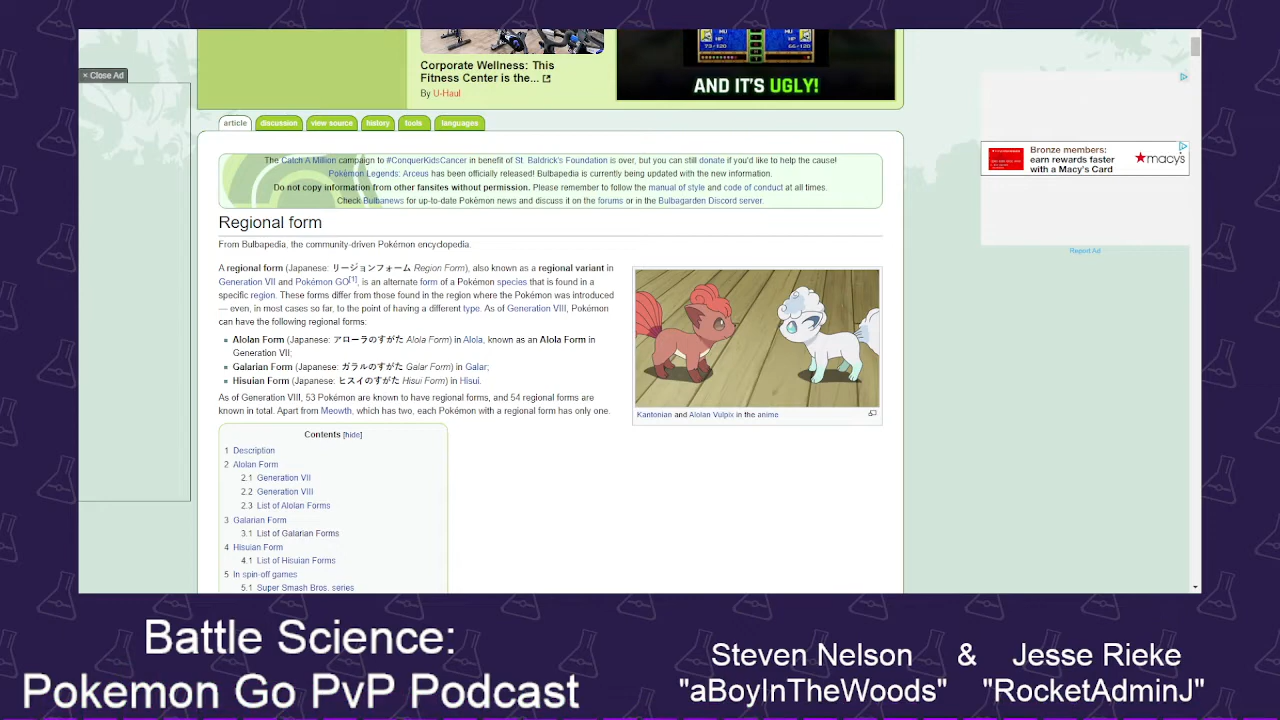 Corporate Wellness: This
Fitness Center is the...
By U-Haul
MU
HP
73/120
MU
HP
66/120
AND IT'S UGLY!
× Close Ad
article
discussion
view source
history
tools
languages
The Catch A Million campaign to #ConquerKidsCancer in benefit of St. Baldrick's Foundation is over, but you can still donate if you'd like to help the cause!
Pokémon Legends: Arceus has been officially released! Bulbapedia is currently being updated with the new information.
Do not copy information from other fansites without permission. Please remember to follow the manual of style and code of conduct at all times.
Check Bulbanews for up-to-date Pokémon news and discuss it on the forums or in the Bulbagarden Discord server.
Bronze members:
earn rewards faster
with a Macy's Card
macy's
Report Ad
Regional form
From Bulbapedia, the community-driven Pokémon encyclopedia.
A regional form (Japanese: リージョンフォーム Region Form), also known as a regional variant in
Generation VII and Pokémon GO[1], is an alternate form of a Pokémon species that is found in a
specific region. These forms differ from those found in the region where the Pokémon was introduced
— even, in most cases so far, to the point of having a different type. As of Generation VIII, Pokémon
can have the following regional forms:
Alolan Form (Japanese: アローラのすがた Alola Form) in Alola, known as an Alola Form in
Generation VII;
Galarian Form (Japanese: ガラルのすがた Galar Form) in Galar;
Hisuian Form (Japanese: ヒスイのすがた Hisui Form) in Hisui.
As of Generation VIII, 53 Pokémon are known to have regional forms, and 54 regional forms are
known in total. Apart from Meowth, which has two, each Pokémon with a regional form has only one.
Kantonian and Alolan Vulpix in the anime
Contents [hide]
1 Description
2 Alolan Form
2.1 Generation VII
2.2 Generation VIII
2.3 List of Alolan Forms
3 Galarian Form
3.1 List of Galarian Forms
4 Hisuian Form
4.1 List of Hisuian Forms
5 In spin-off games
5.1 Super Smash Bros. series
Battle Science:
Pokemon Go PvP Podcast
Steven Nelson & Jesse Rieke
"aBoyInTheWoods" "RocketAdminJ"